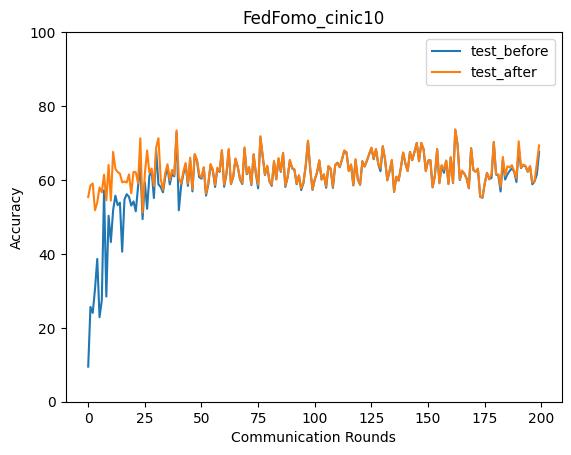 FedFomo_cinic10
100
80
60
40
20
0
Accuracy
test_before
test_after
0 25 50 75 100 125 150 175 200
Communication Rounds